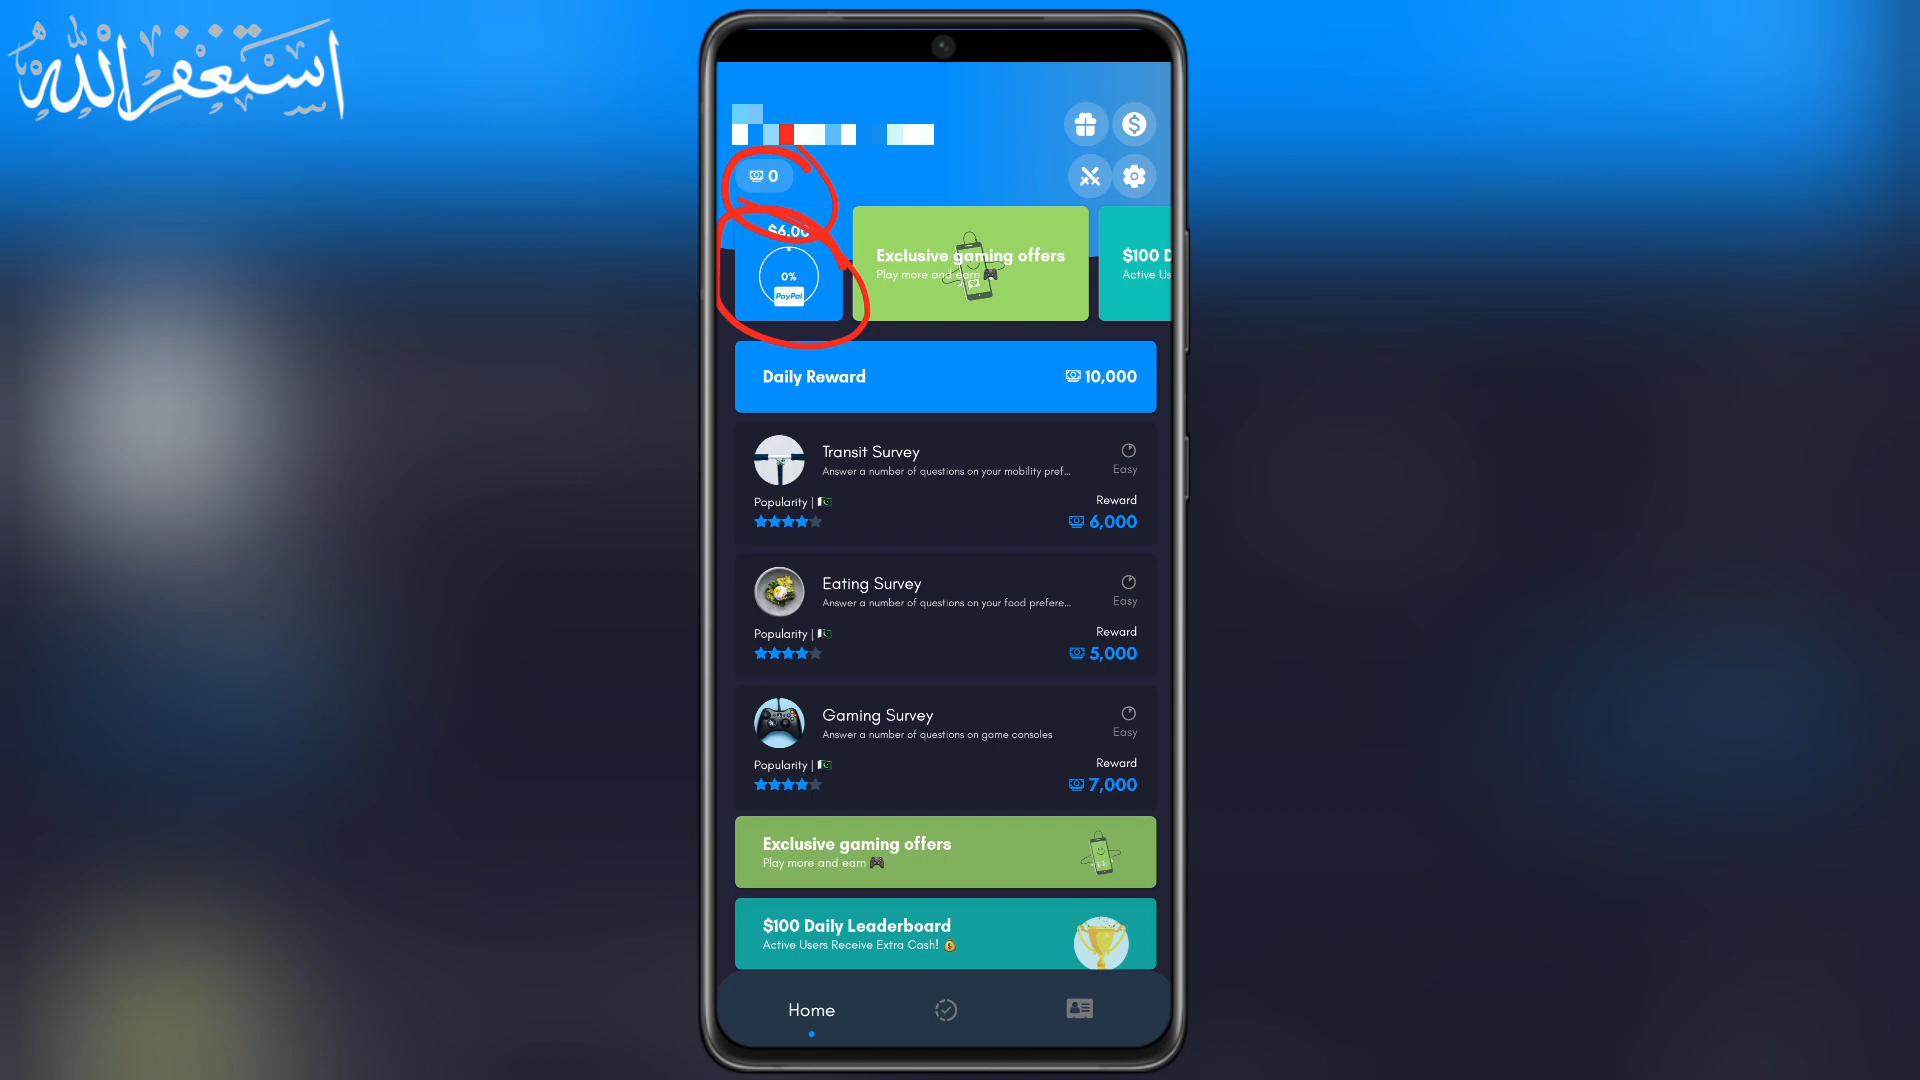 استغفر الله
0
$6.00
0%
PayPal
Exclusive gaming offers
Play more and earn
$100 D
Active Us
Daily Reward
10,000
Transit Survey
Answer a number of questions on your mobility pref...
Easy
Popularity |
Reward
6,000
Eating Survey
Answer a number of questions on your food prefere...
Easy
Popularity |
Reward
5,000
Gaming Survey
Answer a number of questions on game consoles
Easy
Popularity |
Reward
7,000
Exclusive gaming offers
Play more and earn
$100 Daily Leaderboard
Active Users Receive Extra Cash!
Home